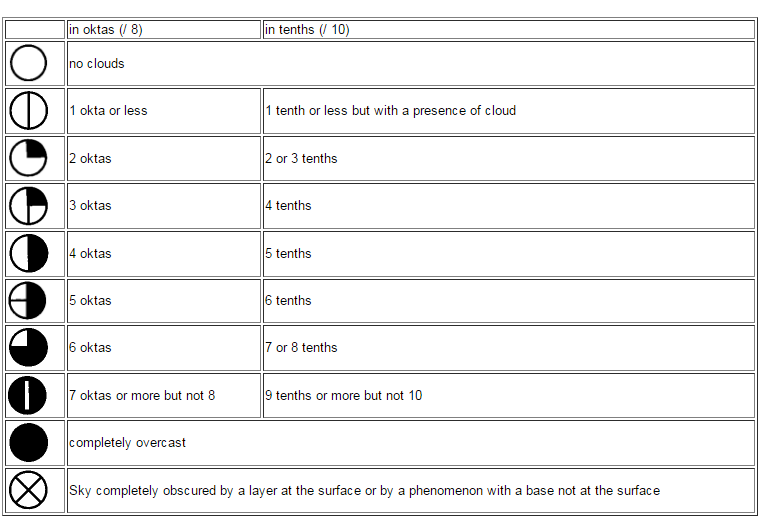 in oktas (/ 8) in tenths (/ 10)
no clouds
1 okta or less 1 tenth or less but with a presence of cloud
2 oktas 2 or 3 tenths
3 oktas 4 tenths
4 oktas 5 tenths
5 oktas 6 tenths
6 oktas 7 or 8 tenths
7 oktas or more but not 8 9 tenths or more but not 10
completely overcast
Sky completely obscured by a layer at the surface or by a phenomenon with a base not at the surface